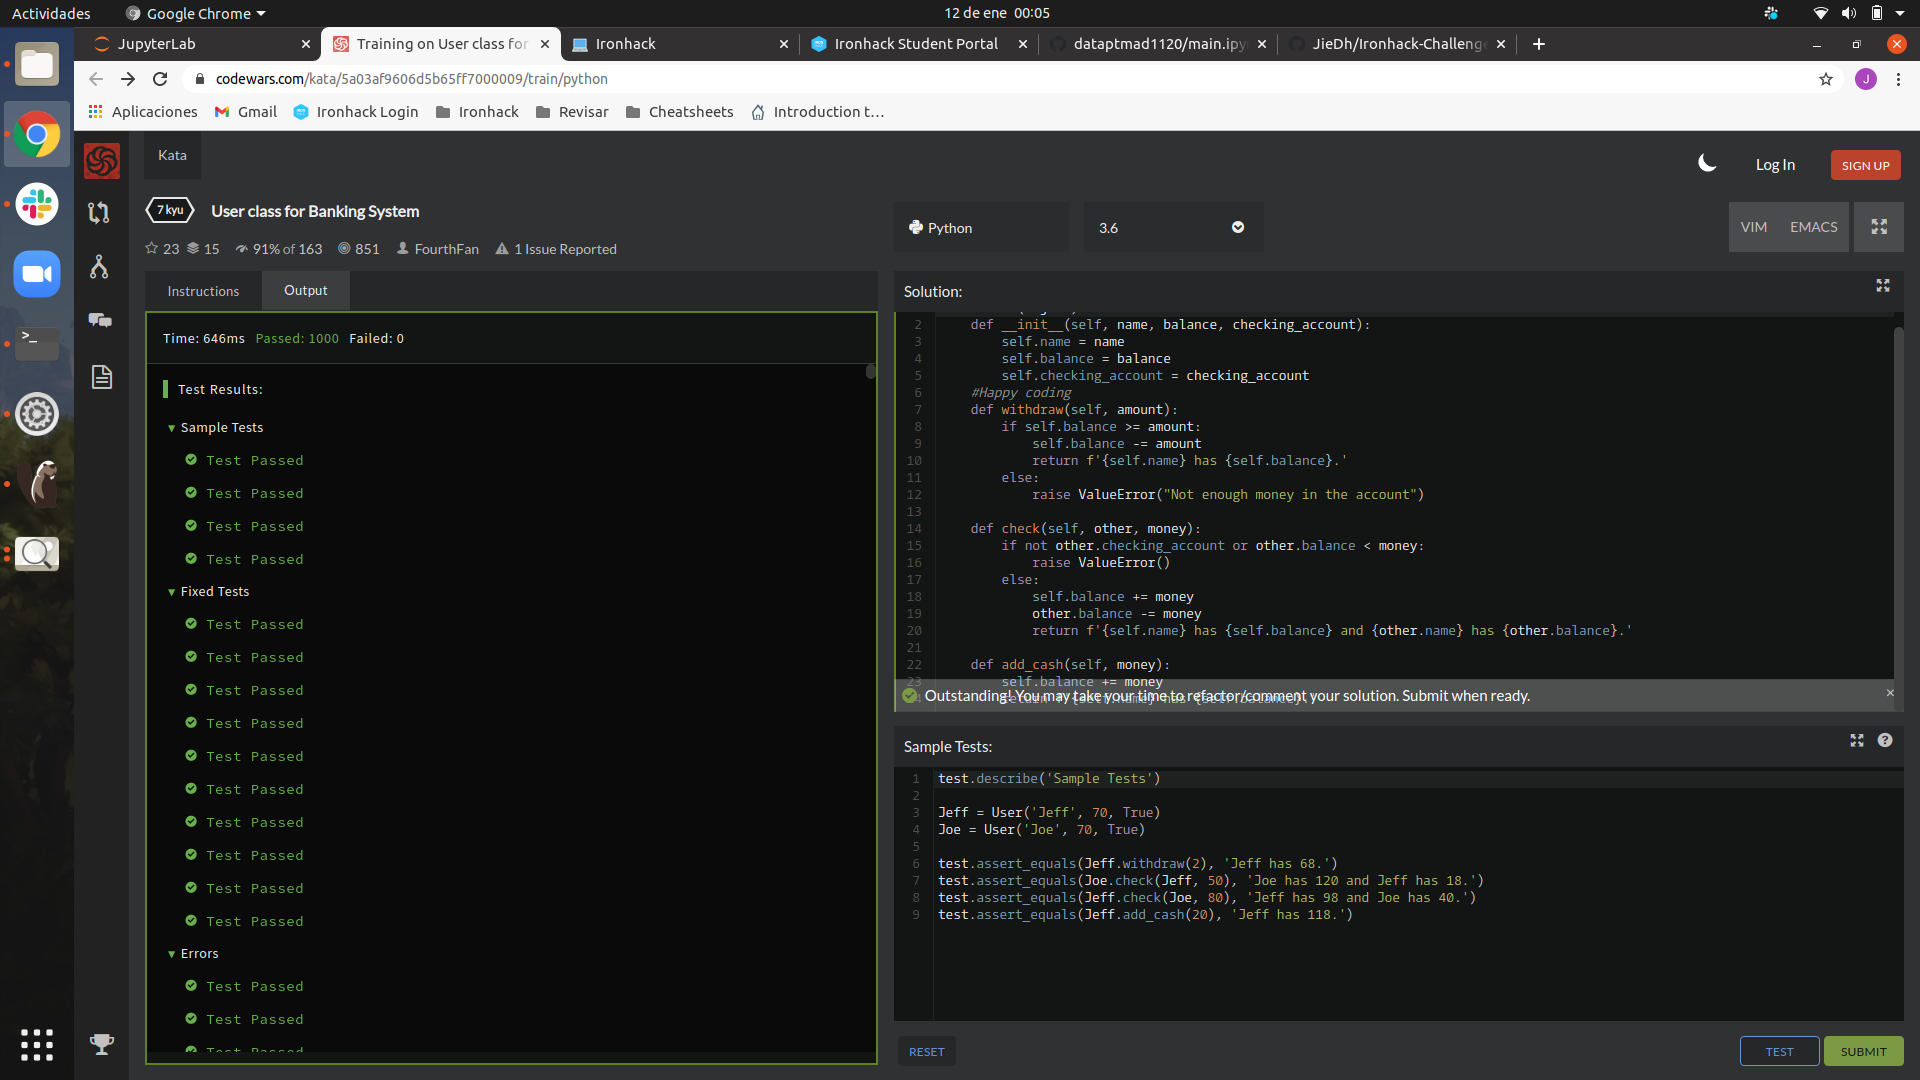 Actividades
Google Chrome
12 de ene 00:05
JupyterLab
Training on User class for
Ironhack
Ironhack Student Portal
dataptmad1120/main.ipy
JieDh/Ironhack-Challenge
codewars.com/kata/5a03af9606d5b65ff7000009/train/python
J
Aplicaciones
Gmail
Ironhack Login
Ironhack
Revisar
Cheatsheets
Introduction t…
Kata
Log In
SIGN UP
7 kyu
User class for Banking System
23
15
91% of 163
851
FourthFan
1 Issue Reported
Python
3.6
VIM
EMACS
Instructions
Output
Time: 646ms Passed: 1000 Failed: 0
Test Results:
Sample Tests
Test Passed
Test Passed
Test Passed
Test Passed
Fixed Tests
Test Passed
Test Passed
Test Passed
Test Passed
Test Passed
Test Passed
Test Passed
Test Passed
Test Passed
Test Passed
Errors
Test Passed
Test Passed
Test Passed
Solution:
2 def __init__(self, name, balance, checking_account):
3 self.name = name
4 self.balance = balance
5 self.checking_account = checking_account
6 #Happy coding
7 def withdraw(self, amount):
8 if self.balance >= amount:
9 self.balance -= amount
10 return f'{self.name} has {self.balance}.'
11 else:
12 raise ValueError("Not enough money in the account")
13
14 def check(self, other, money):
15 if not other.checking_account or other.balance < money:
16 raise ValueError()
17 else:
18 self.balance += money
19 other.balance -= money
20 return f'{self.name} has {self.balance} and {other.name} has {other.balance}.'
21
22 def add_cash(self, money):
23 self.balance += money
Outstanding! You may take your time to refactor/comment your solution. Submit when ready.
Sample Tests:
1 test.describe('Sample Tests')
2
3 Jeff = User('Jeff', 70, True)
4 Joe = User('Joe', 70, True)
5
6 test.assert_equals(Jeff.withdraw(2), 'Jeff has 68.')
7 test.assert_equals(Joe.check(Jeff, 50), 'Joe has 120 and Jeff has 18.')
8 test.assert_equals(Jeff.check(Joe, 80), 'Jeff has 98 and Joe has 40.')
9 test.assert_equals(Jeff.add_cash(20), 'Jeff has 118.')
RESET
TEST
SUBMIT